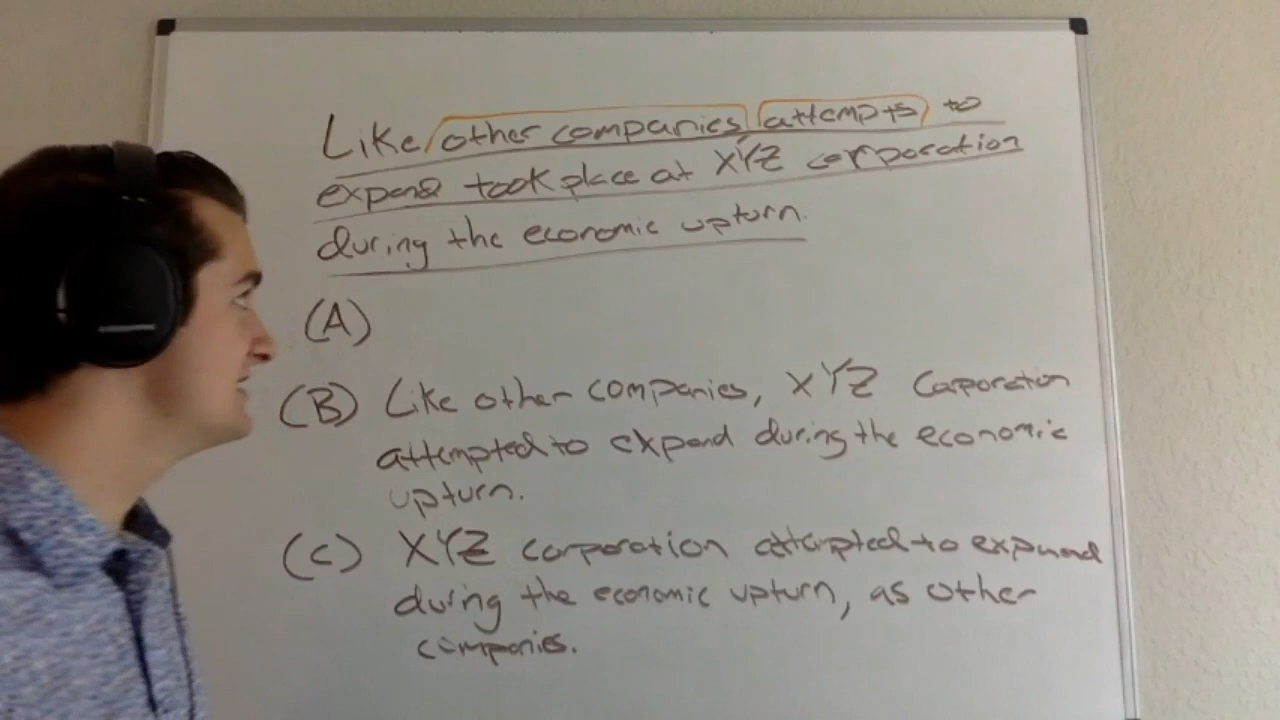 Like other companies attempts to
expand took place at XYZ corporation
during the economic upturn.
(A)
(B) Like other companies, XYZ Corporation
attempted to expand during the economic
upturn.
(C) XYZ corporation attempted to expand
during the economic upturn, as other
companies.